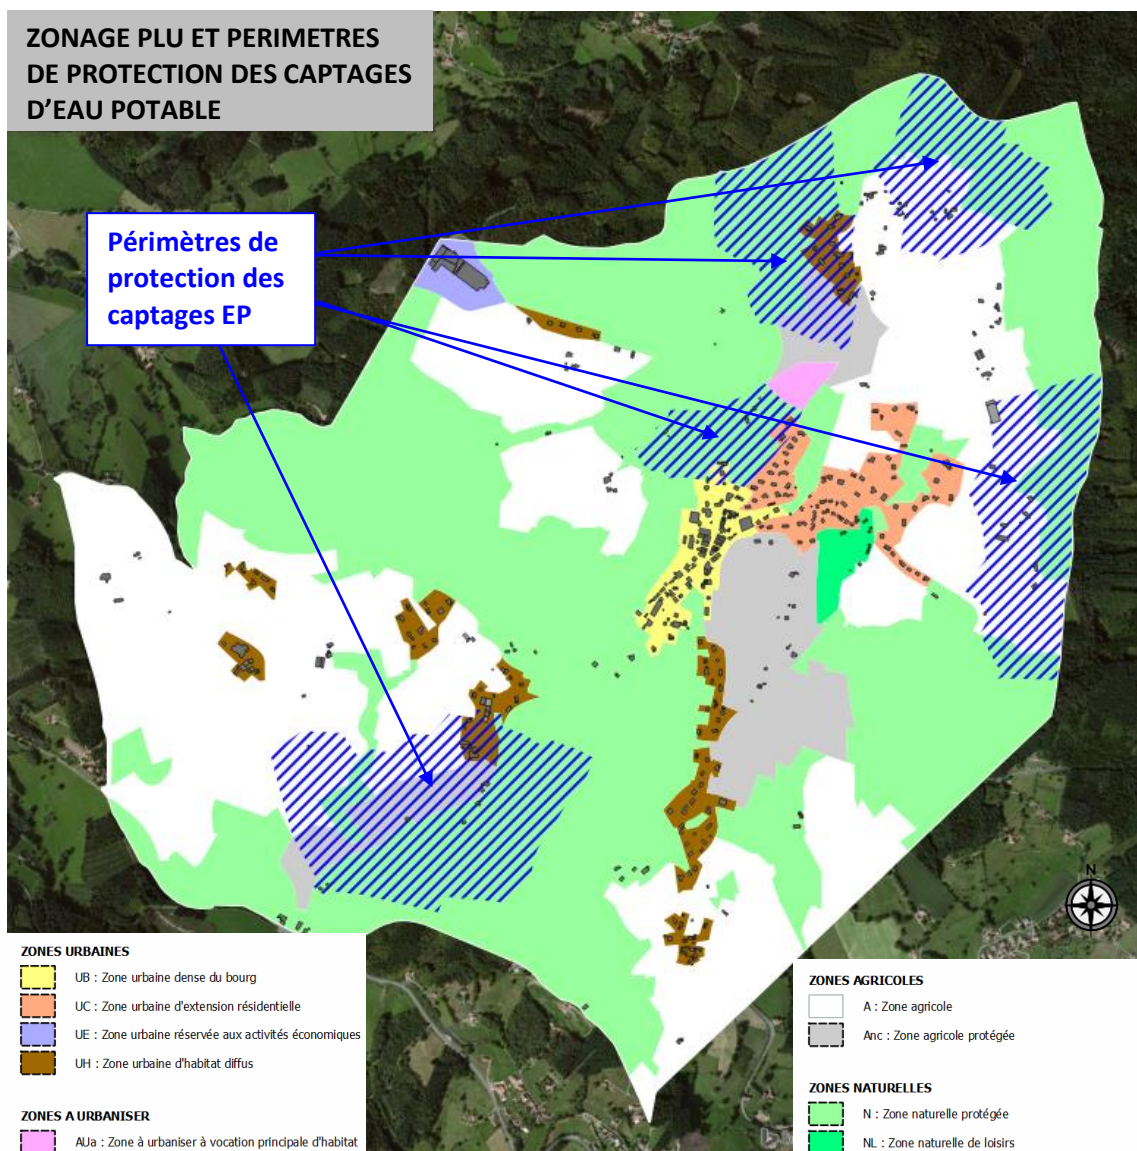 ZONAGE PLU ET PERIMETRES
DE PROTECTION DES CAPTAGES
D’EAU POTABLE
Périmètres de
protection des
captages EP
N
ZONES URBAINES
UB : Zone urbaine dense du bourg
UC : Zone urbaine d'extension résidentielle
UE : Zone urbaine réservée aux activités économiques
UH : Zone urbaine d'habitat diffus
ZONES A URBANISER
AUa : Zone à urbaniser à vocation principale d'habitat
ZONES AGRICOLES
A : Zone agricole
Anc : Zone agricole protégée
ZONES NATURELLES
N : Zone naturelle protégée
NL : Zone naturelle de loisirs